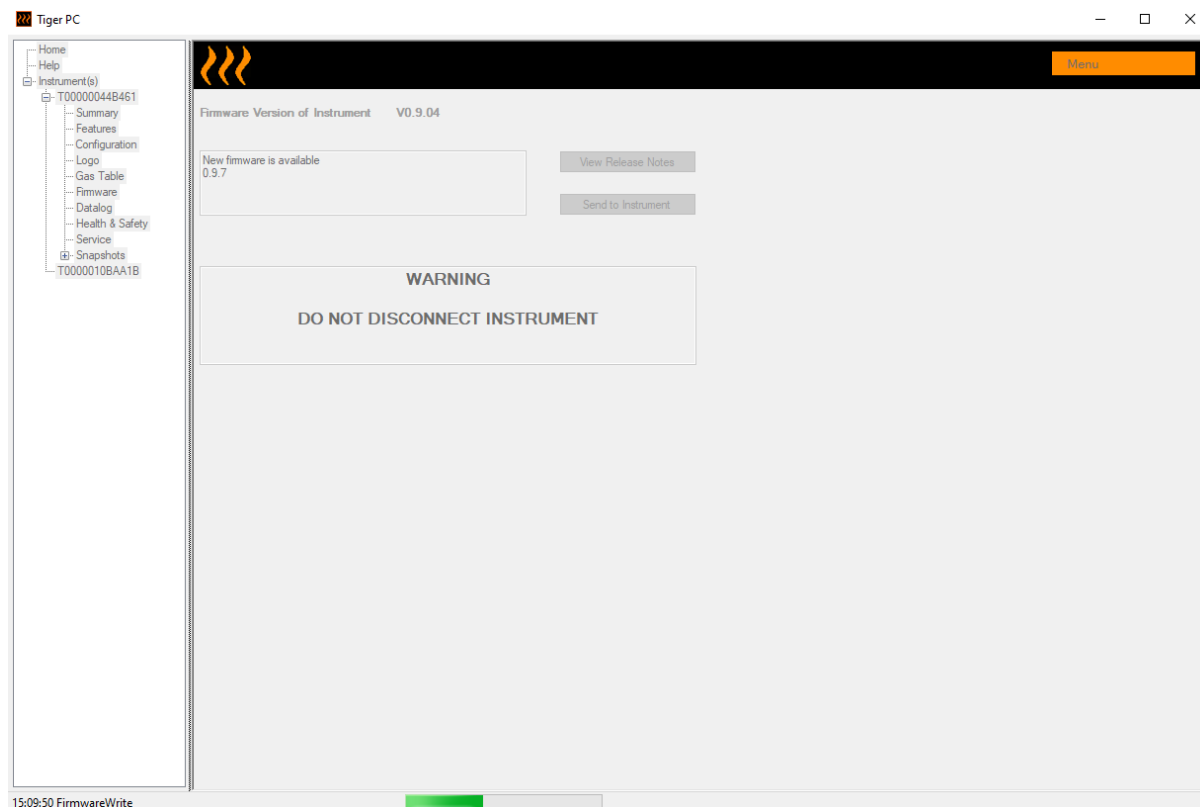 Tiger PC
Home
Help
Instrument(s)
T00000044B461
Summary
Features
Configuration
Logo
Gas Table
Firmware
Datalog
Health & Safety
Service
Snapshots
T0000010BAA1B
Menu
Firmware Version of Instrument V0.9.04
New firmware is available
0.9.7
View Release Notes
Send to Instrument
WARNING
DO NOT DISCONNECT INSTRUMENT
15:09:50 FirmwareWrite